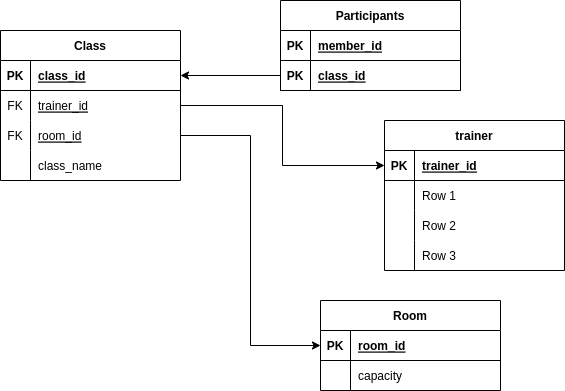 Participants
PK member_id
PK class_id
Class
PK class_id
FK trainer_id
FK room_id
class_name
trainer
PK trainer_id
Row 1
Row 2
Row 3
Room
PK room_id
capacity